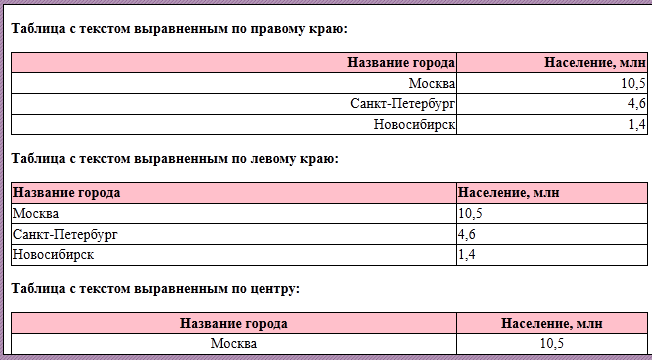 Таблица с текстом выравненным по правому краю:
Название города Население, млн
Москва 10,5
Санкт-Петербург 4,6
Новосибирск 1,4
Таблица с текстом выравненным по левому краю:
Название города Население, млн
Москва 10,5
Санкт-Петербург 4,6
Новосибирск 1,4
Таблица с текстом выравненным по центру:
Название города Население, млн
Москва 10,5